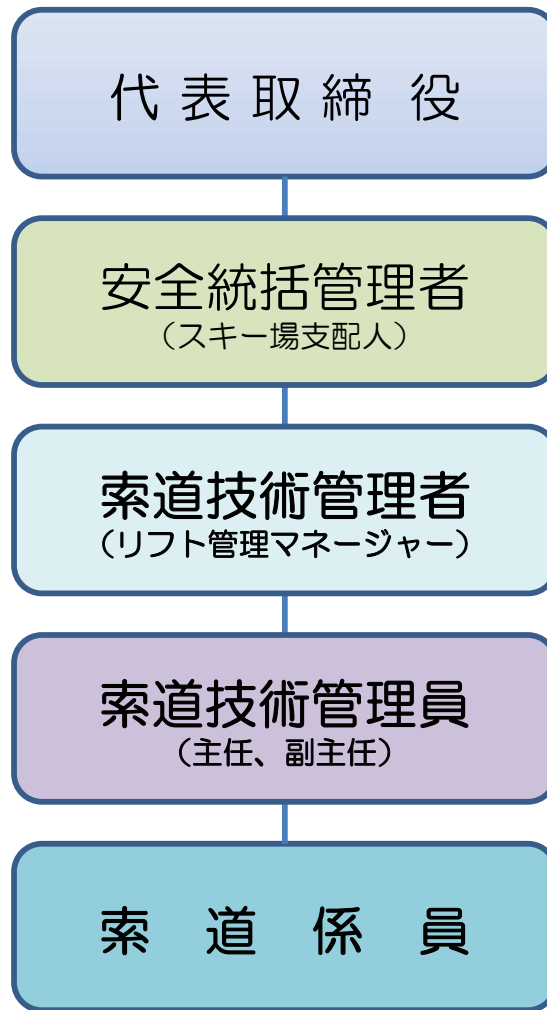 代表取締役
安全統括管理者
（スキー場支配人）
索道技術管理者
（リフト管理マネージャー）
索道技術管理員
（主任、副主任）
索道係員